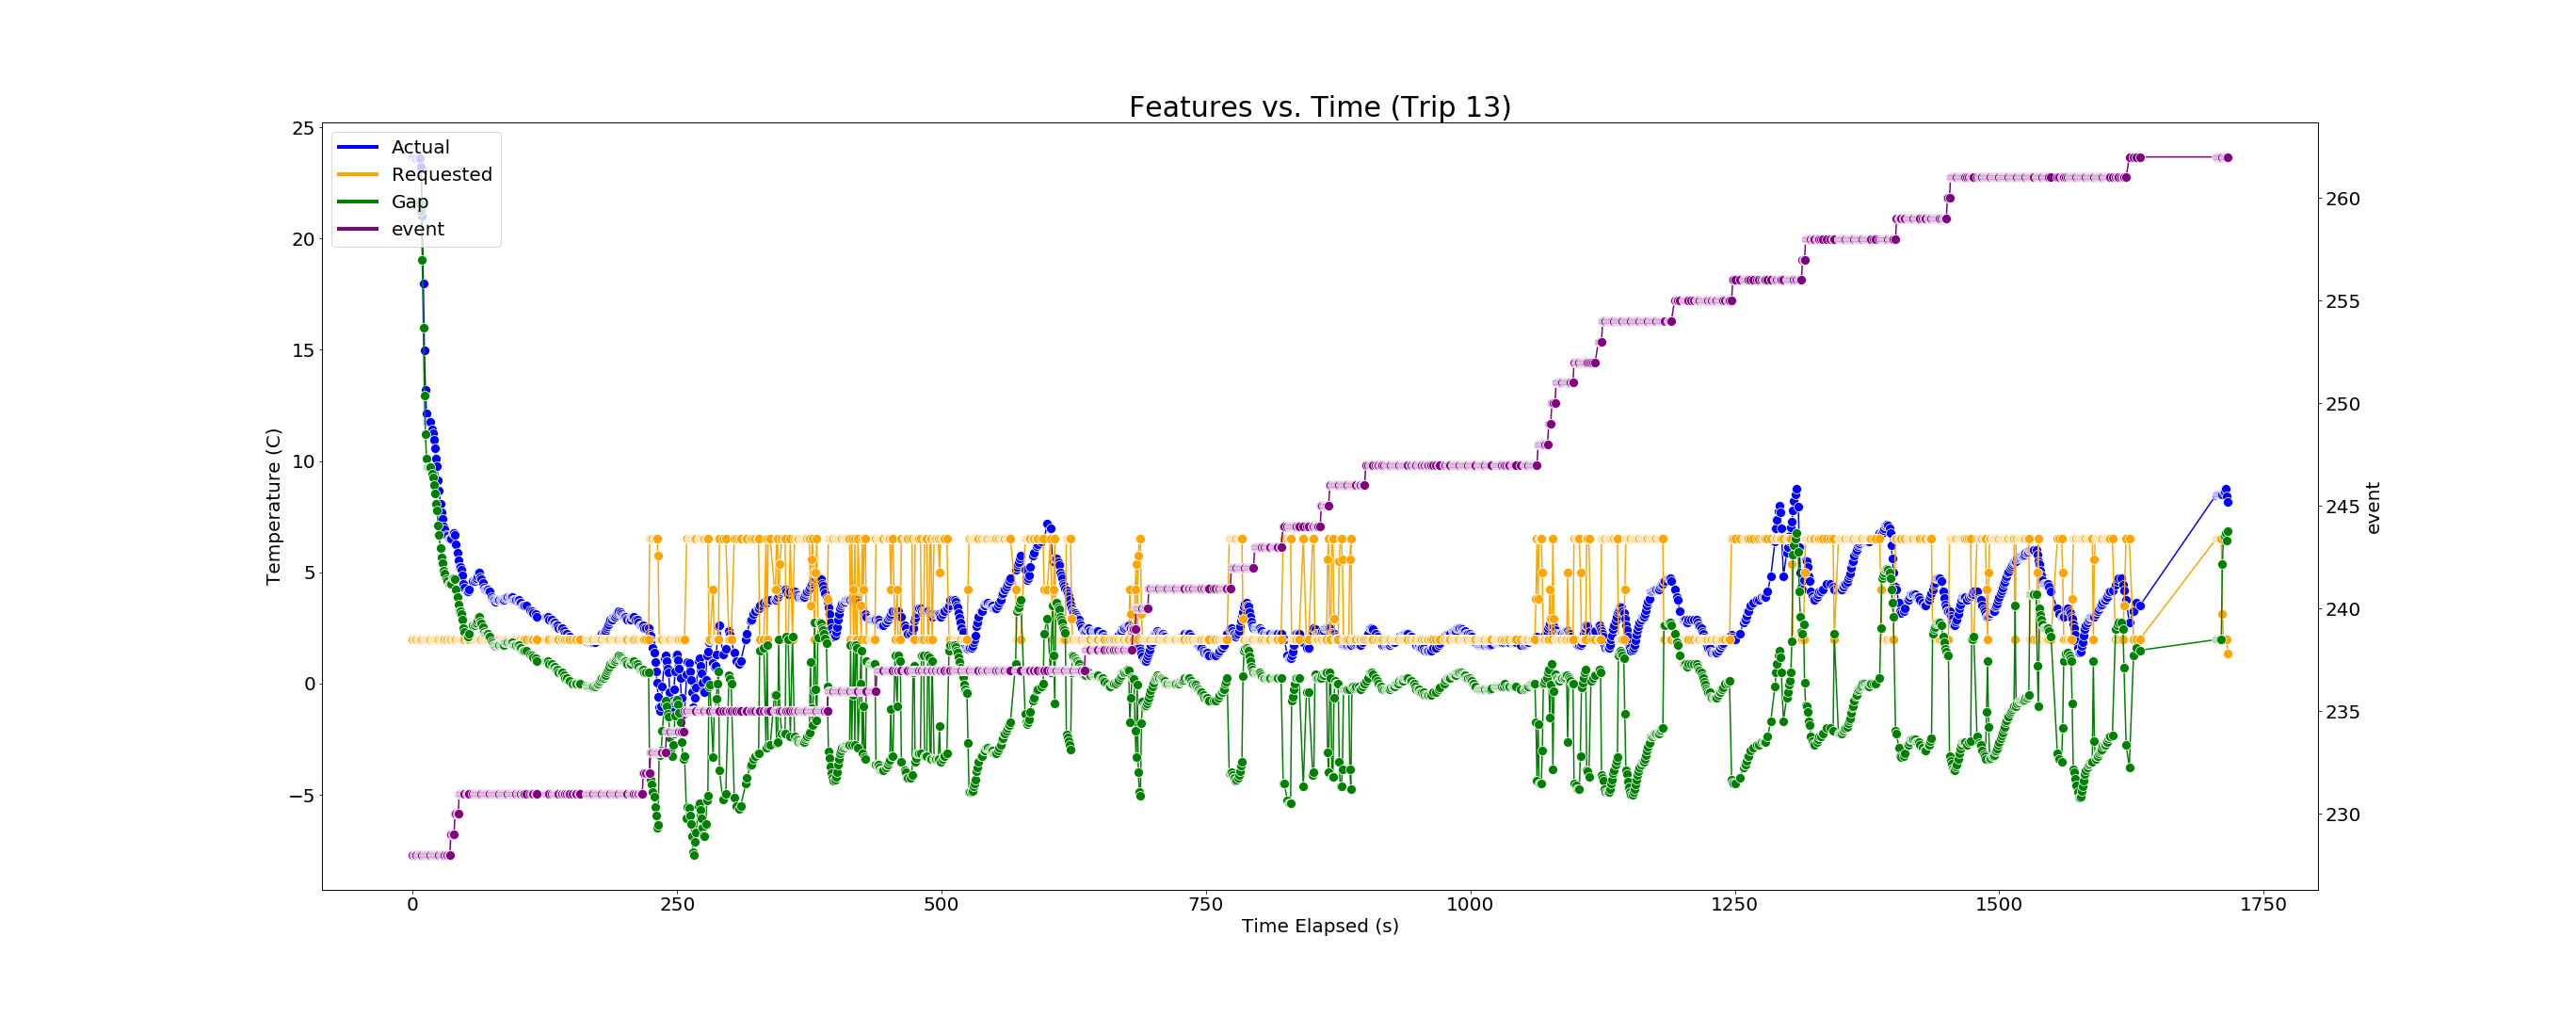 Features vs. Time (Trip 13)
Actual
Requested
Gap
event
25
20
15
10
5
0
−5
Temperature (C)
260
255
250
245
240
235
230
event
0 250 500 750 1000 1250 1500 1750
Time Elapsed (s)